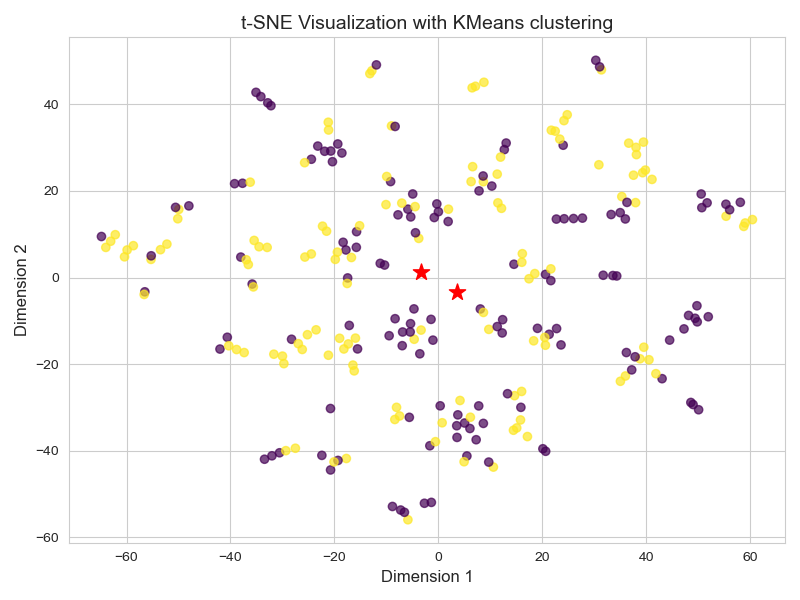 t-SNE Visualization with KMeans clustering
Dimension 2
40
20
0
−20
−40
−60
−60 −40 −20 0 20 40 60
Dimension 1